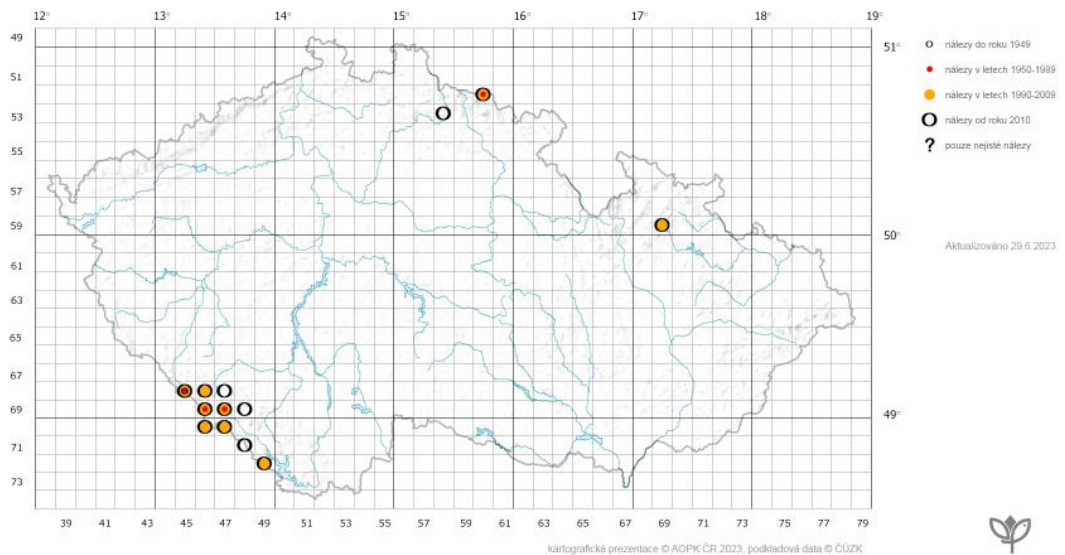 12° 13° 14° 15° 16° 17° 18° 19°
49
51°
nálezy do roku 1949
51
nálezy v letech 1950-1989
nálezy v letech 1990-2009
53
nálezy od roku 2010
55
? pouze nejisté nálezy
57
59
50°
Aktualizováno 29.6.2023
61
63
65
67
69
49°
71
73
39 41 43 45 47 49 51 53 55 57 59 61 63 65 67 69 71 73 75 77 79
kartografická prezentace © AOPK ČR 2023, podkladová data © ČÚZK